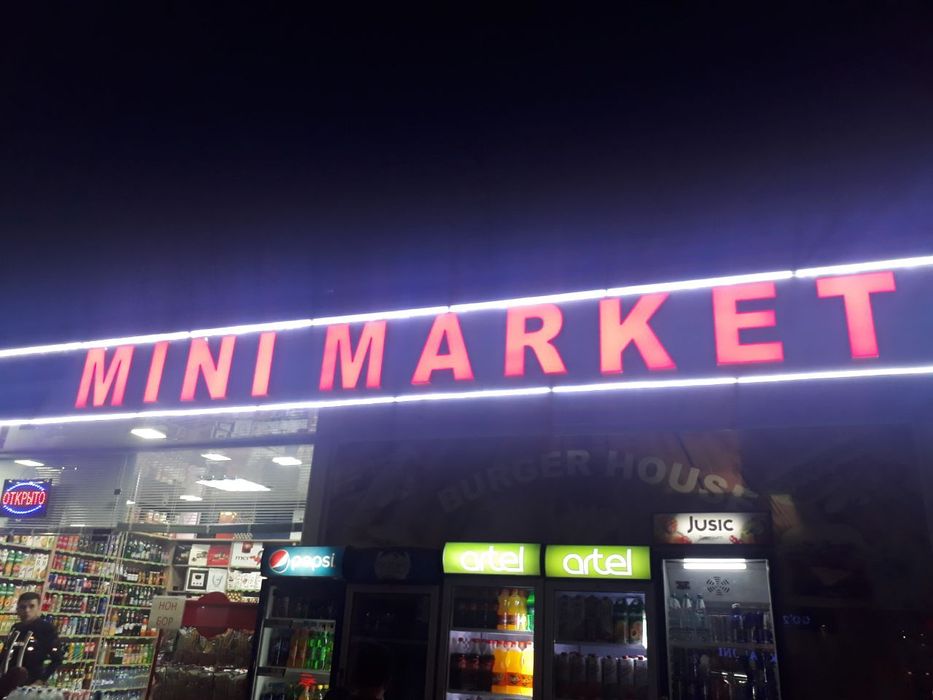 MINI MARKET
BURGER HOUSE
ОТКРЫТО
JUSIC
pepsi
artel
artel
НОН
БОР